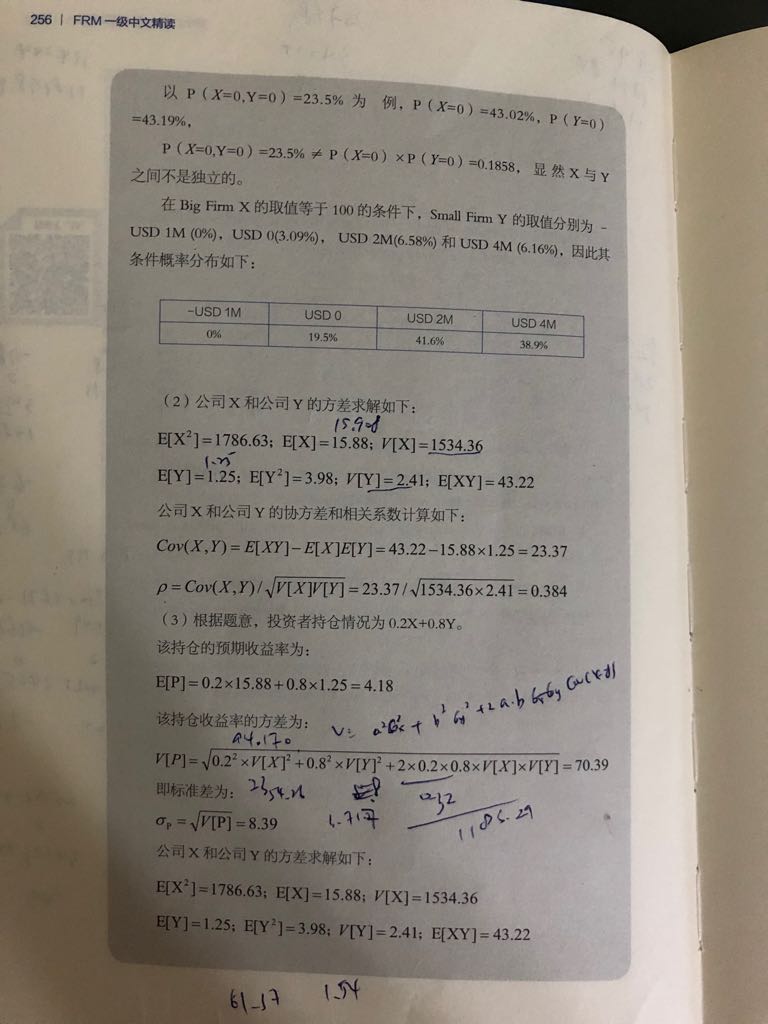 256 | FRM 一级中文精读
以 P(X=0,Y=0)=23.5% 为 例，P(X=0)=43.02%，P(Y=0)
=43.19%，
P(X=0,Y=0)=23.5% ≠ P(X=0)×P(Y=0)=0.1858，显 然 X 与 Y
之间不是独立的。
在 Big Firm X 的取值等于 100 的条件下，Small Firm Y 的取值分别为 -
USD 1M (0%)，USD 0(3.09%)， USD 2M(6.58%) 和 USD 4M (6.16%)，因此其
条件概率分布如下：
-USD 1M USD 0 USD 2M USD 4M
0% 19.5% 41.6% 38.9%
(2) 公司 X 和公司 Y 的方差求解如下：
15.908
E[X²]=1786.63; E[X]=15.88; V[X]=1534.36
1.25
E[Y]=1.25; E[Y²]=3.98; V[Y]=2.41; E[XY]=43.22
公司 X 和公司 Y 的协方差和相关系数计算如下：
Cov(X,Y)=E[XY]-E[X]E[Y]=43.22-15.88×1.25=23.37
ρ=Cov(X,Y)/√V[X]V[Y]=23.37/√1534.36×2.41=0.384
(3) 根据题意，投资者持仓情况为 0.2X+0.8Y。
该持仓的预期收益率为：
E[P]=0.2×15.88+0.8×1.25=4.18
该持仓收益率的方差为：
94.170
V[P]=√0.2²×V[X]²+0.8²×V[Y]²+2×0.2×0.8×V[X]×V[Y]=70.39
即标准差为：
σP=√V[P]=8.39
1185.29
公司 X 和公司 Y 的方差求解如下：
E[X²]=1786.63; E[X]=15.88; V[X]=1534.36
E[Y]=1.25; E[Y²]=3.98; V[Y]=2.41; E[XY]=43.22
1.54